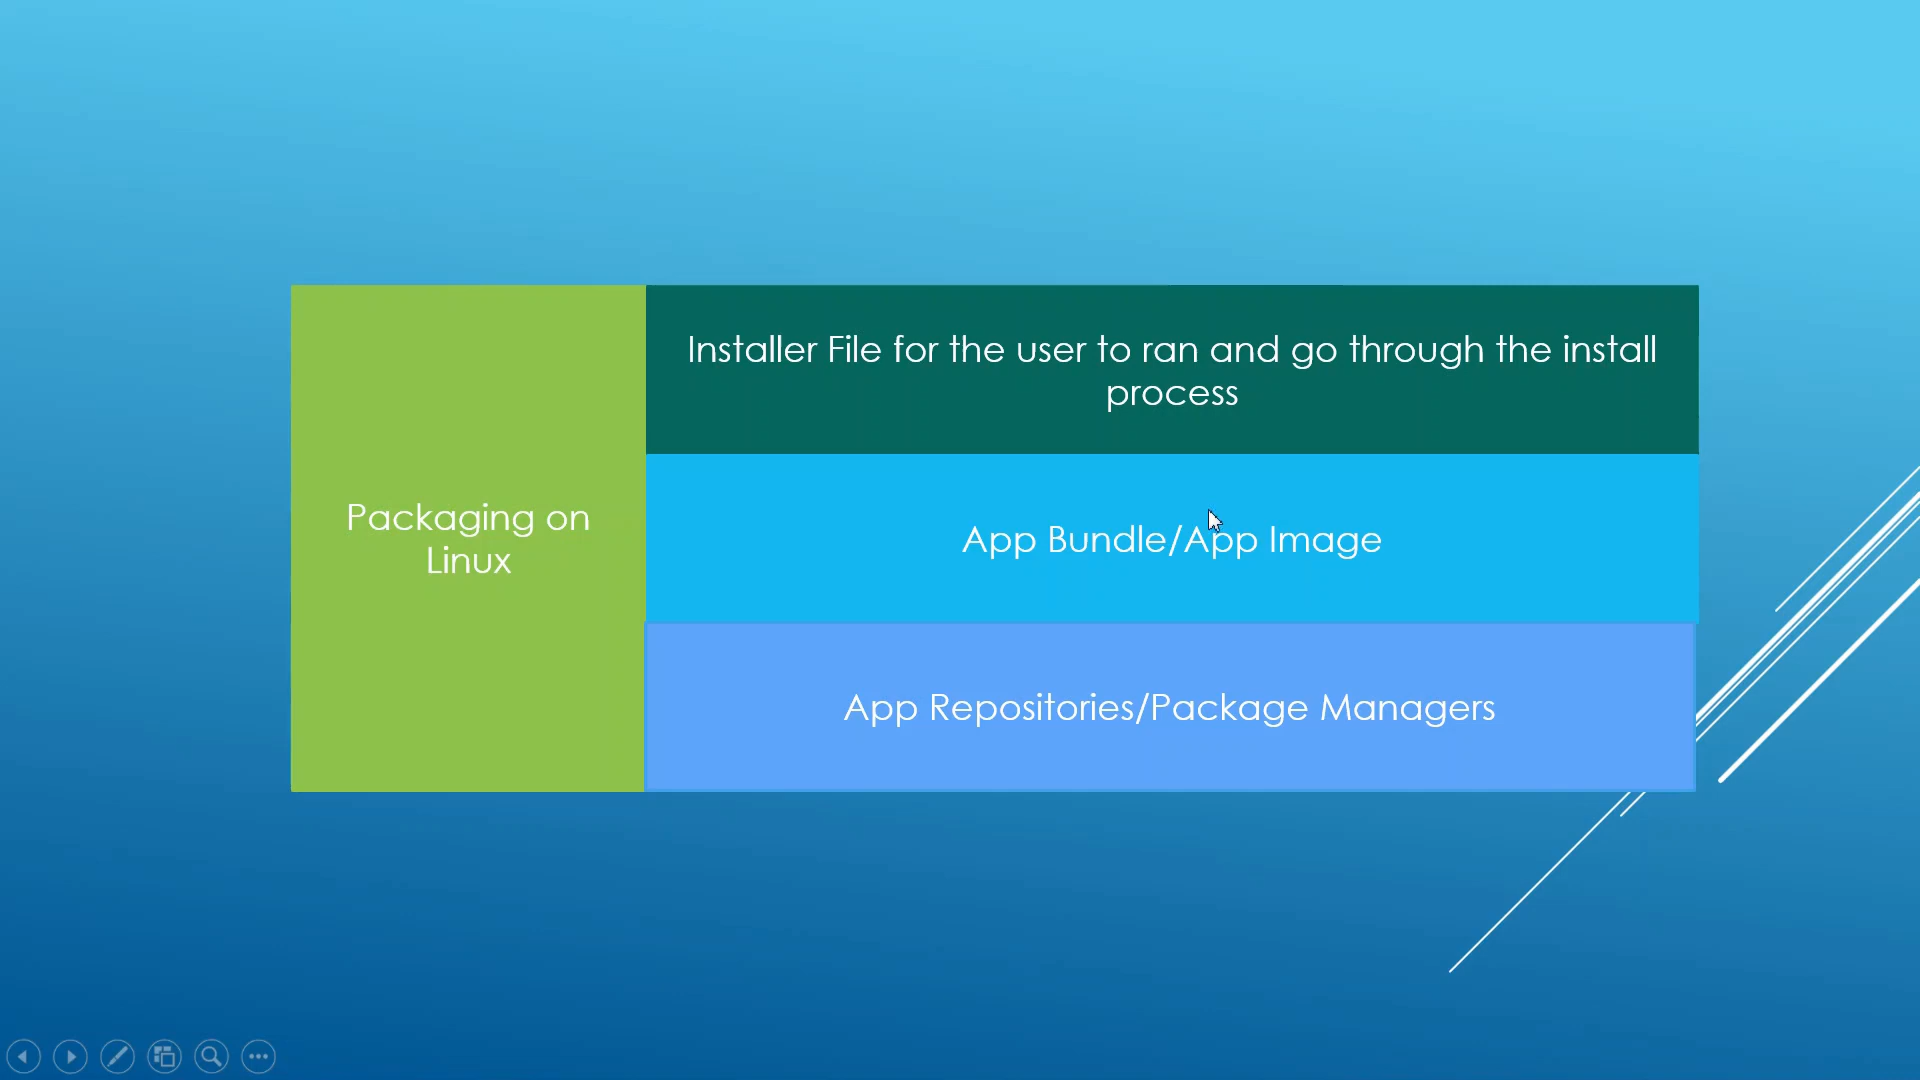 Packaging on
Linux
Installer File for the user to ran and go through the install
process
App Bundle/App Image
App Repositories/Package Managers